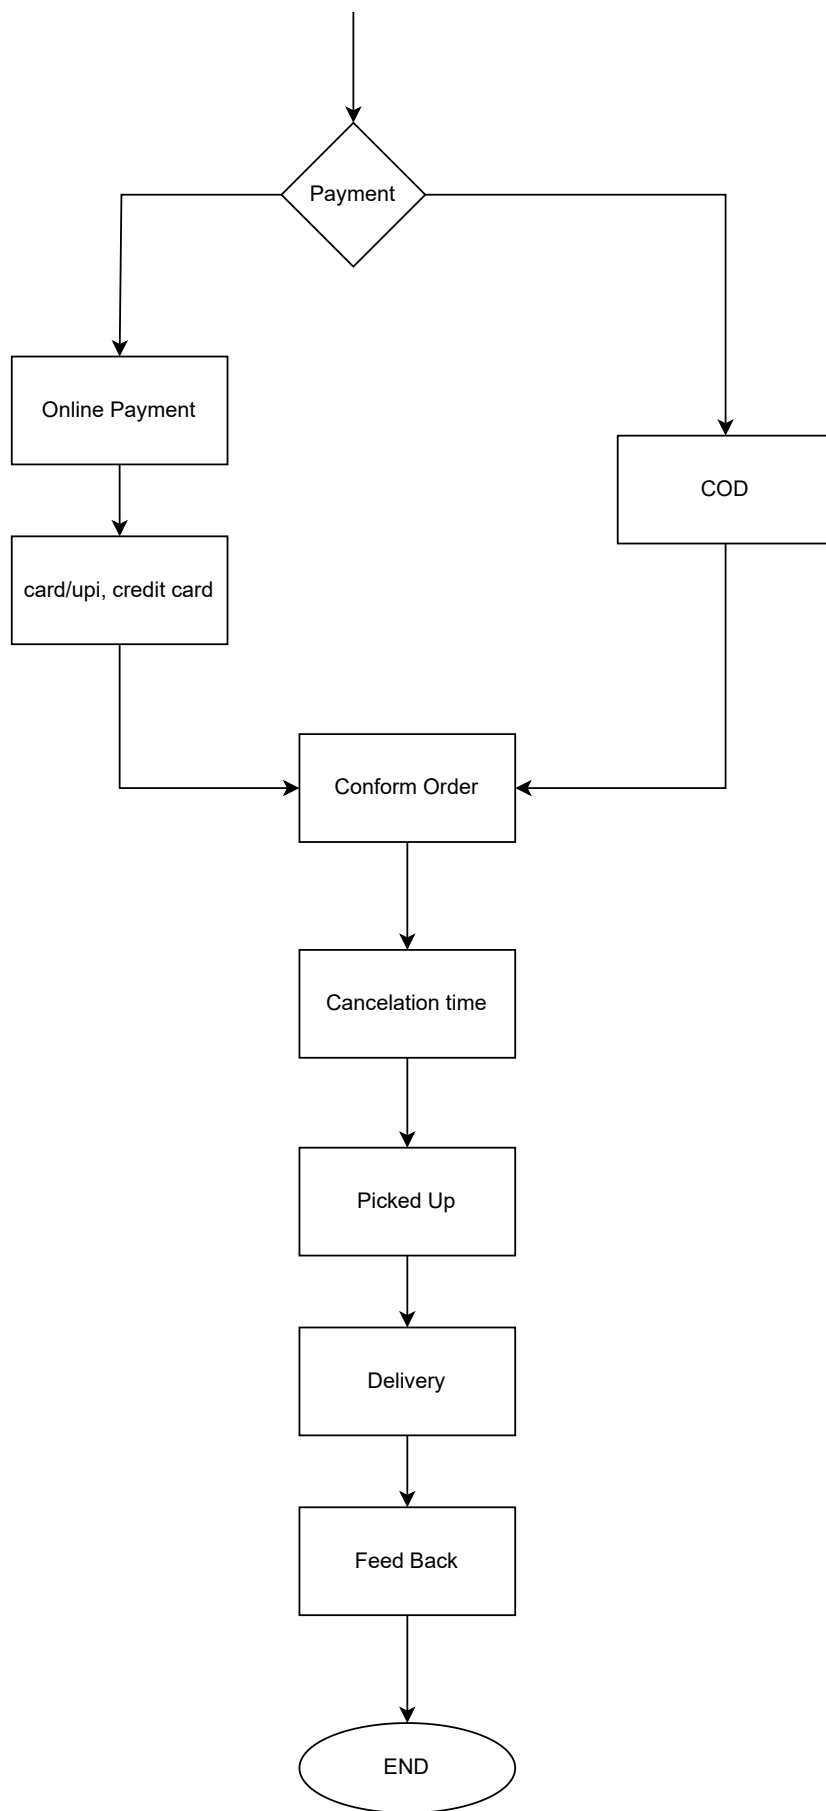 Payment
Online Payment
COD
card/upi, credit card
Conform Order
Cancelation time
Picked Up
Delivery
Feed Back
END